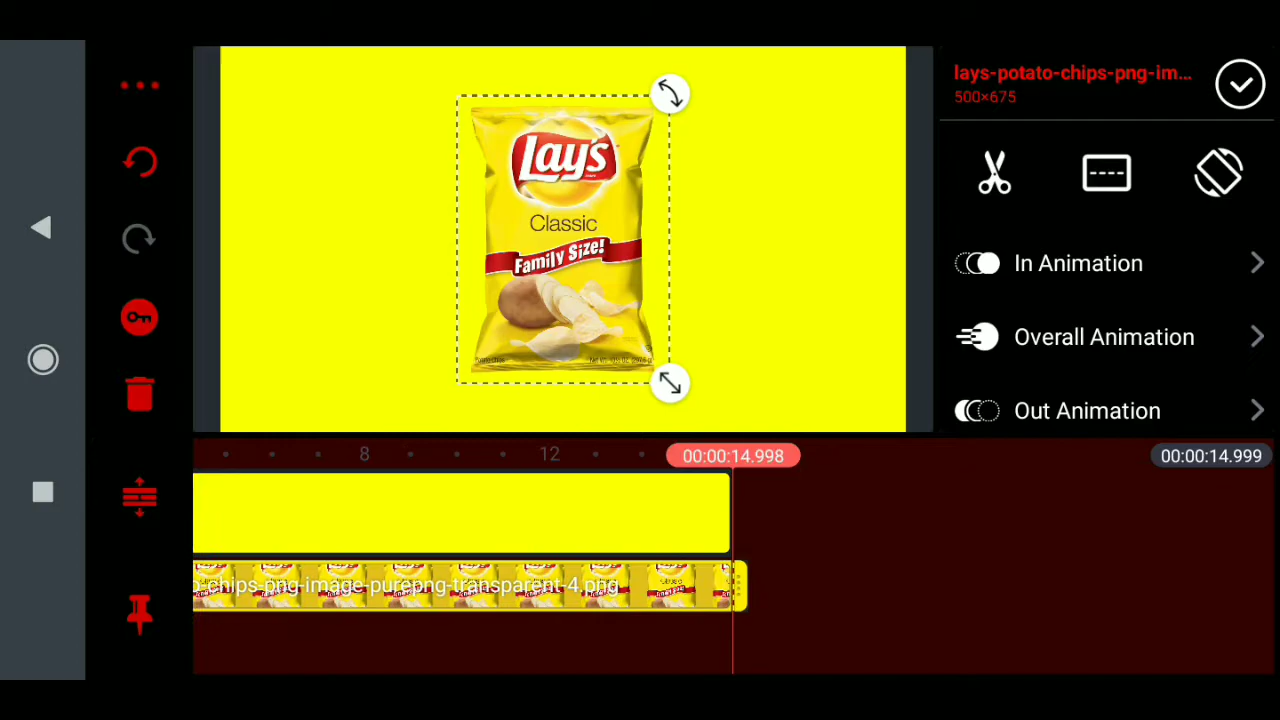 lays-potato-chips-png-im...
500×675
Lay's
Classic
Family Size!
In Animation
Overall Animation
Out Animation
8
12
00:00:14.998
00:00:14.999
o-chips-png-image-purepng-transparent-4.png